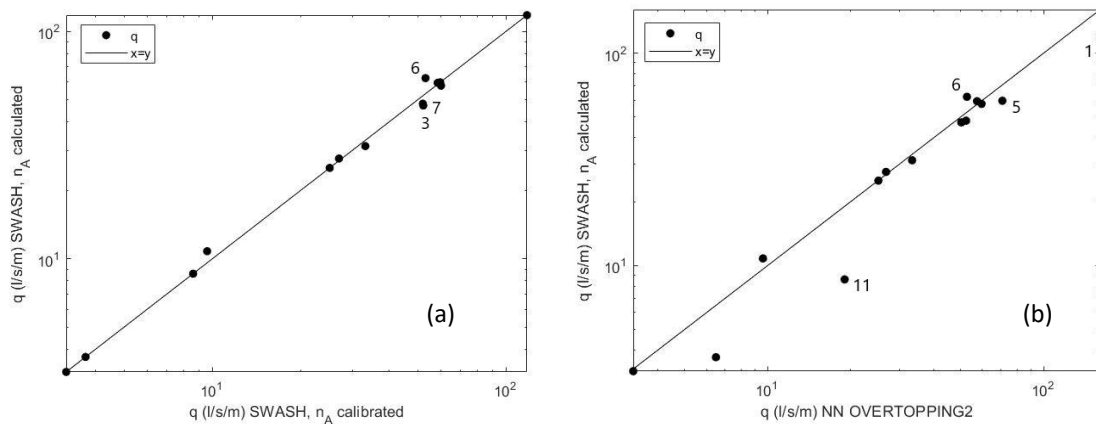 q
x=y
10²
10¹
q (l/s/m) SWASH, n_A calculated
6
7
3
(a)
10¹
10²
q (l/s/m) SWASH, n_A calibrated
q
x=y
10²
10¹
q (l/s/m) SWASH, n_A calculated
1
6
5
11
(b)
10¹
10²
q (l/s/m) NN OVERTOPPING2